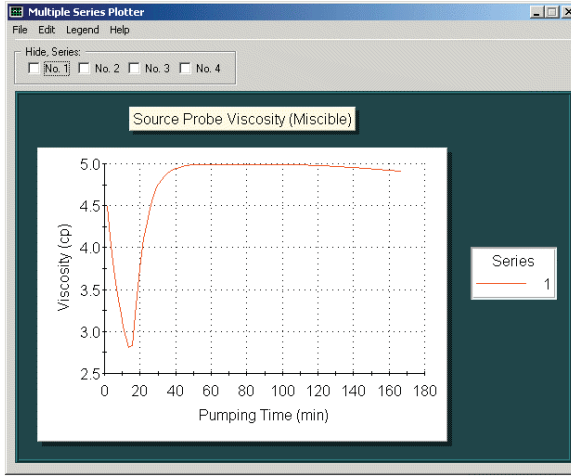 Multiple Series Plotter
File Edit Legend Help
Hide, Series:
No. 1 No. 2 No. 3 No. 4
Source Probe Viscosity (Miscible)
Viscosity (cp)
5.0
4.5
4.0
3.5
3.0
2.5
0 20 40 60 80 100 120 140 160 180
Pumping Time (min)
Series
1